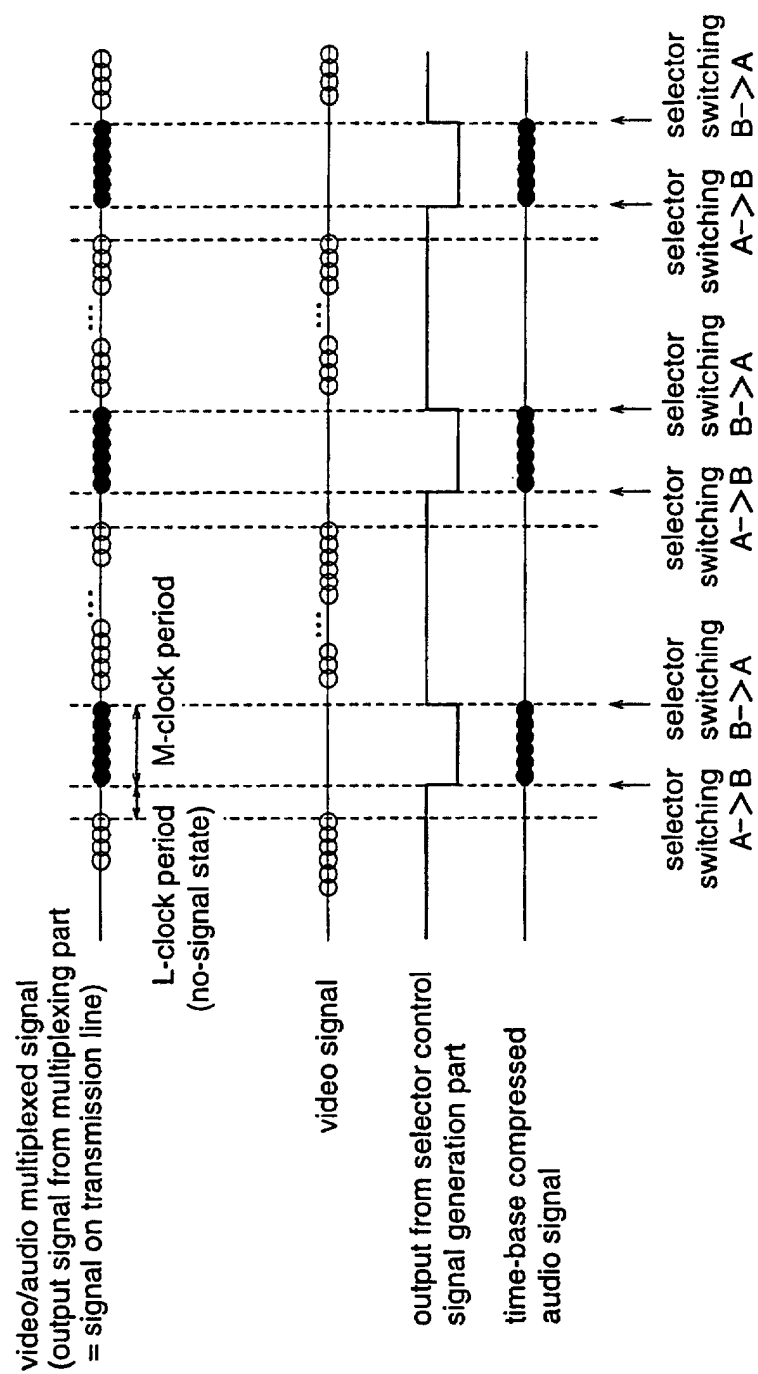 video/audio multiplexed signal
(output signal from multiplexing part
= signal on transmission line)
L-clock period
(no-signal state)
M-clock period
...
...
video signal
...
...
output from selector control
signal generation part
time-base compressed
audio signal
selector
switching
A->B
selector
switching
B->A
selector
switching
A->B
selector
switching
B->A
selector
switching
A->B
selector
switching
B->A